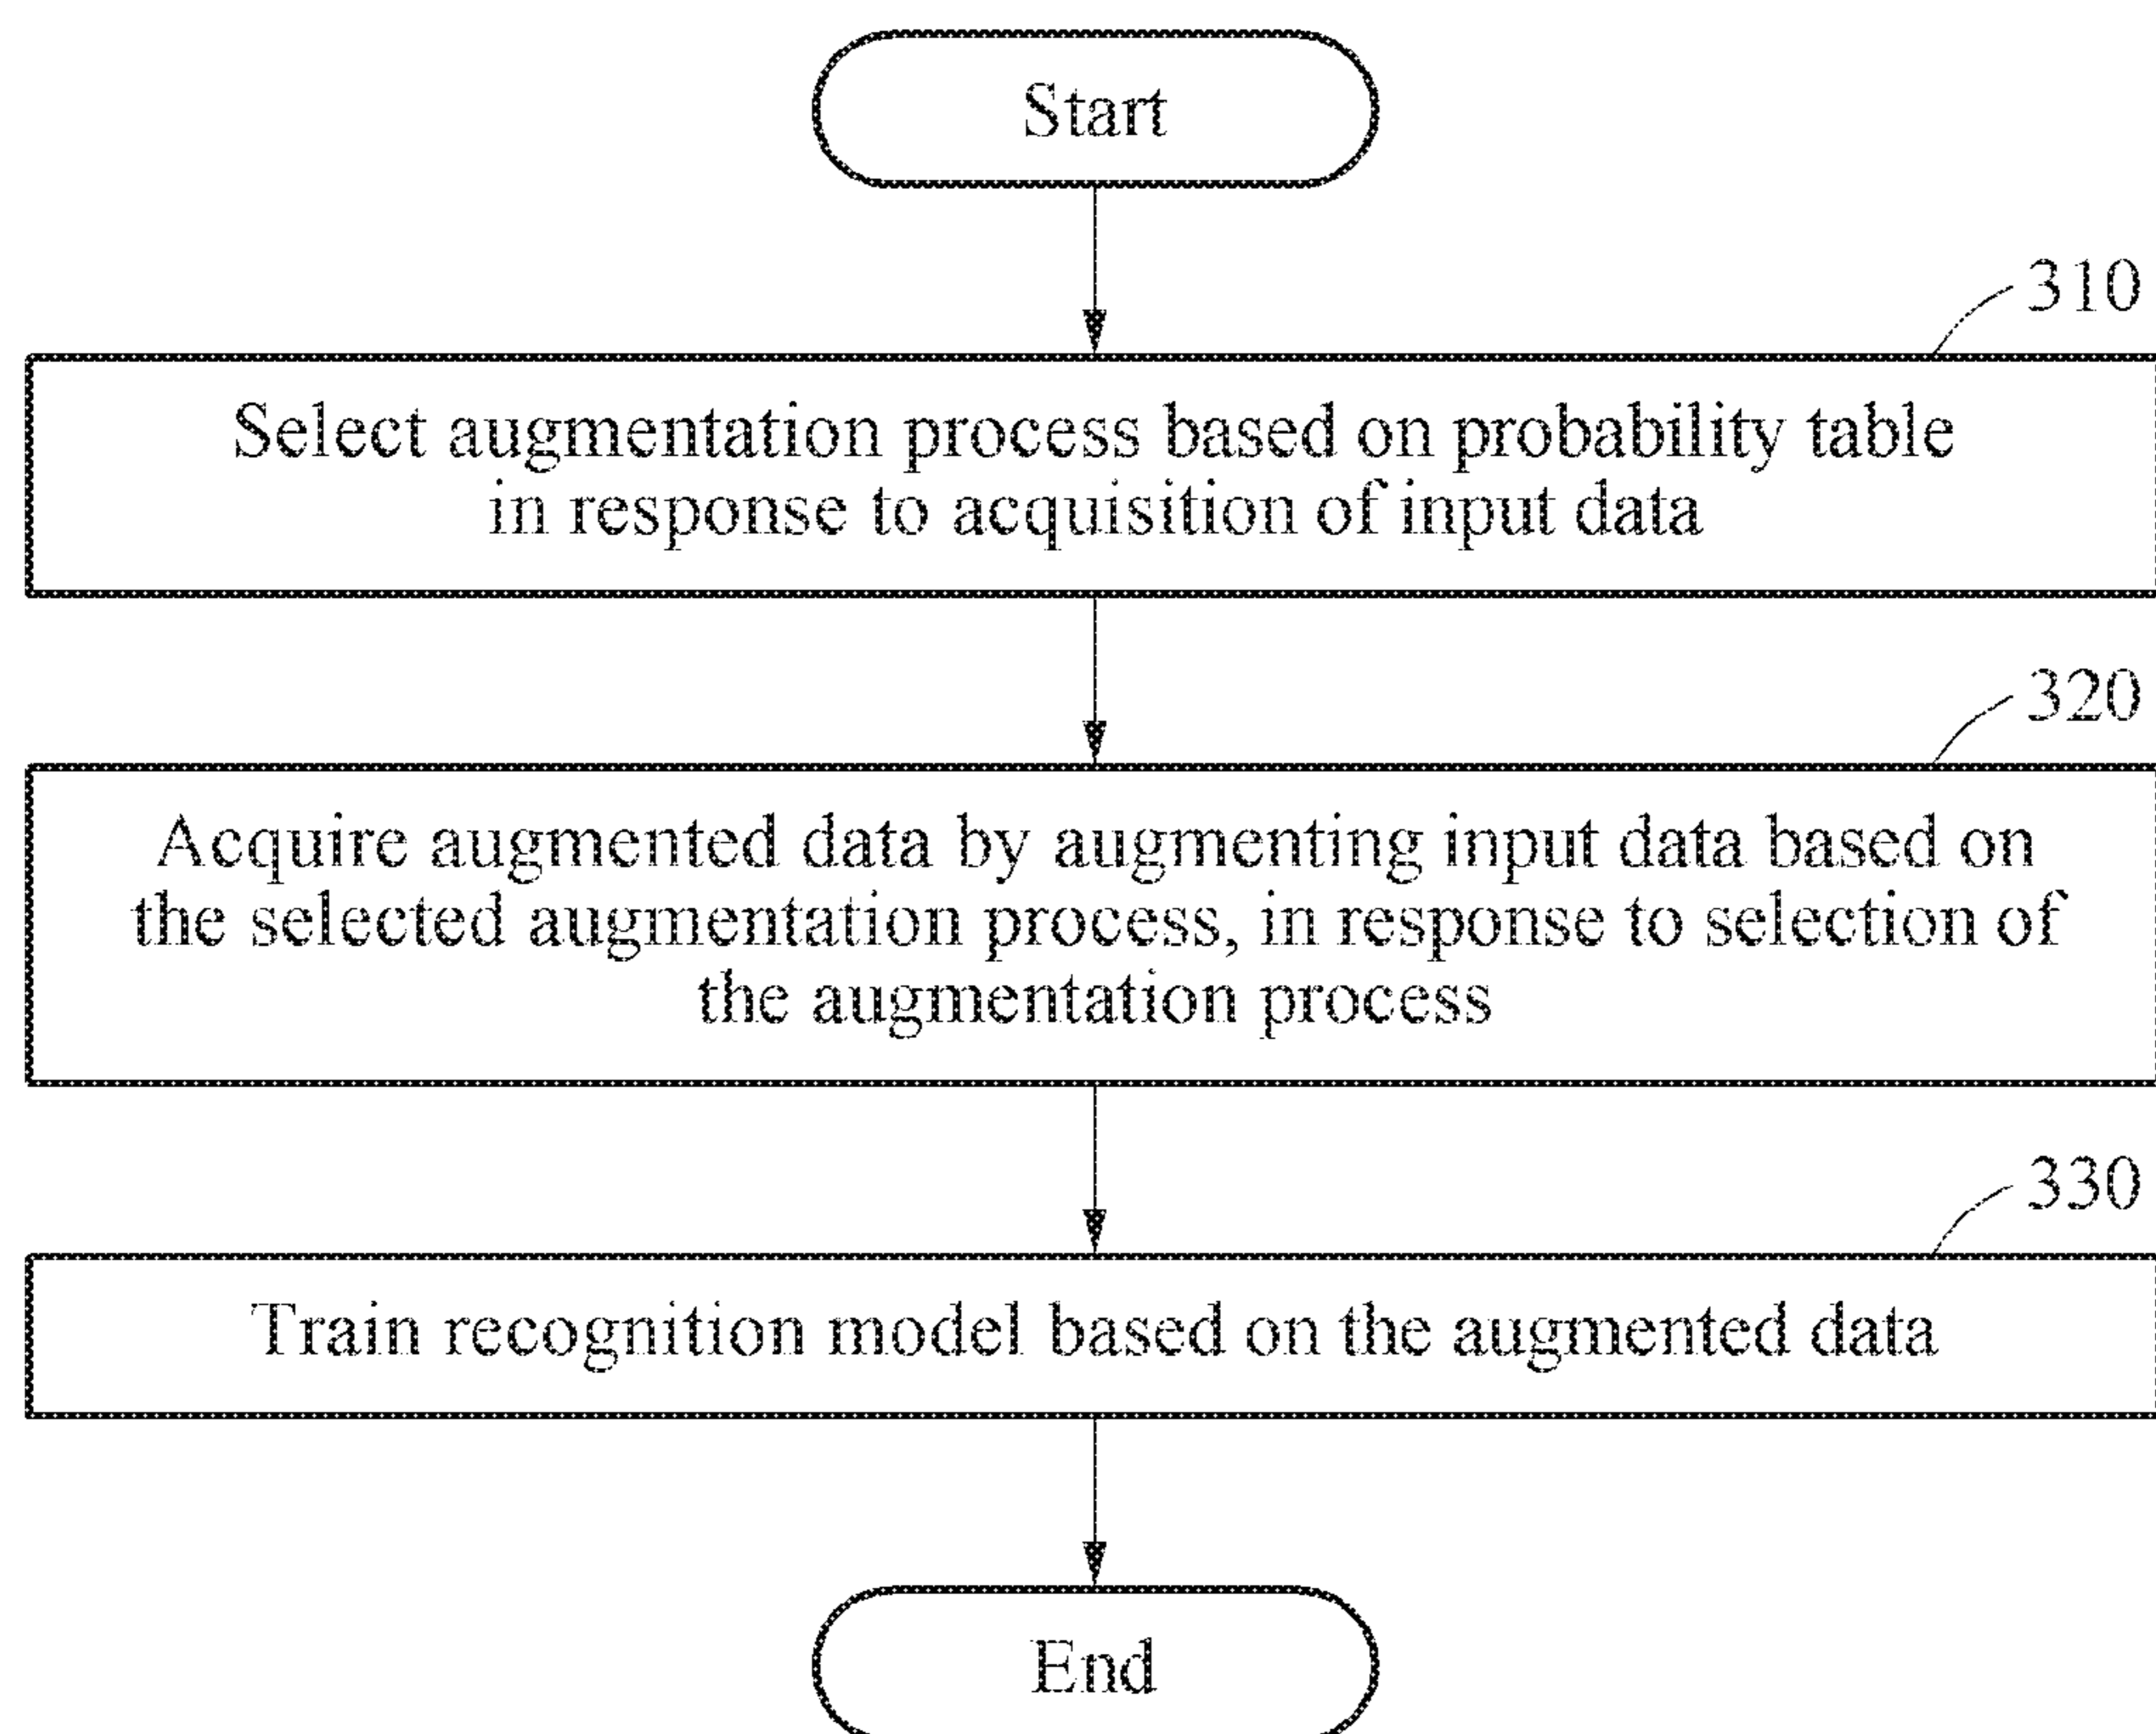 Start
310
Select augmentation process based on probability table
in response to acquisition of input data
320
Acquire augmented data by augmenting input data based on
the selected augmentation process, in response to selection of
the augmentation process
330
Train recognition model based on the augmented data
End